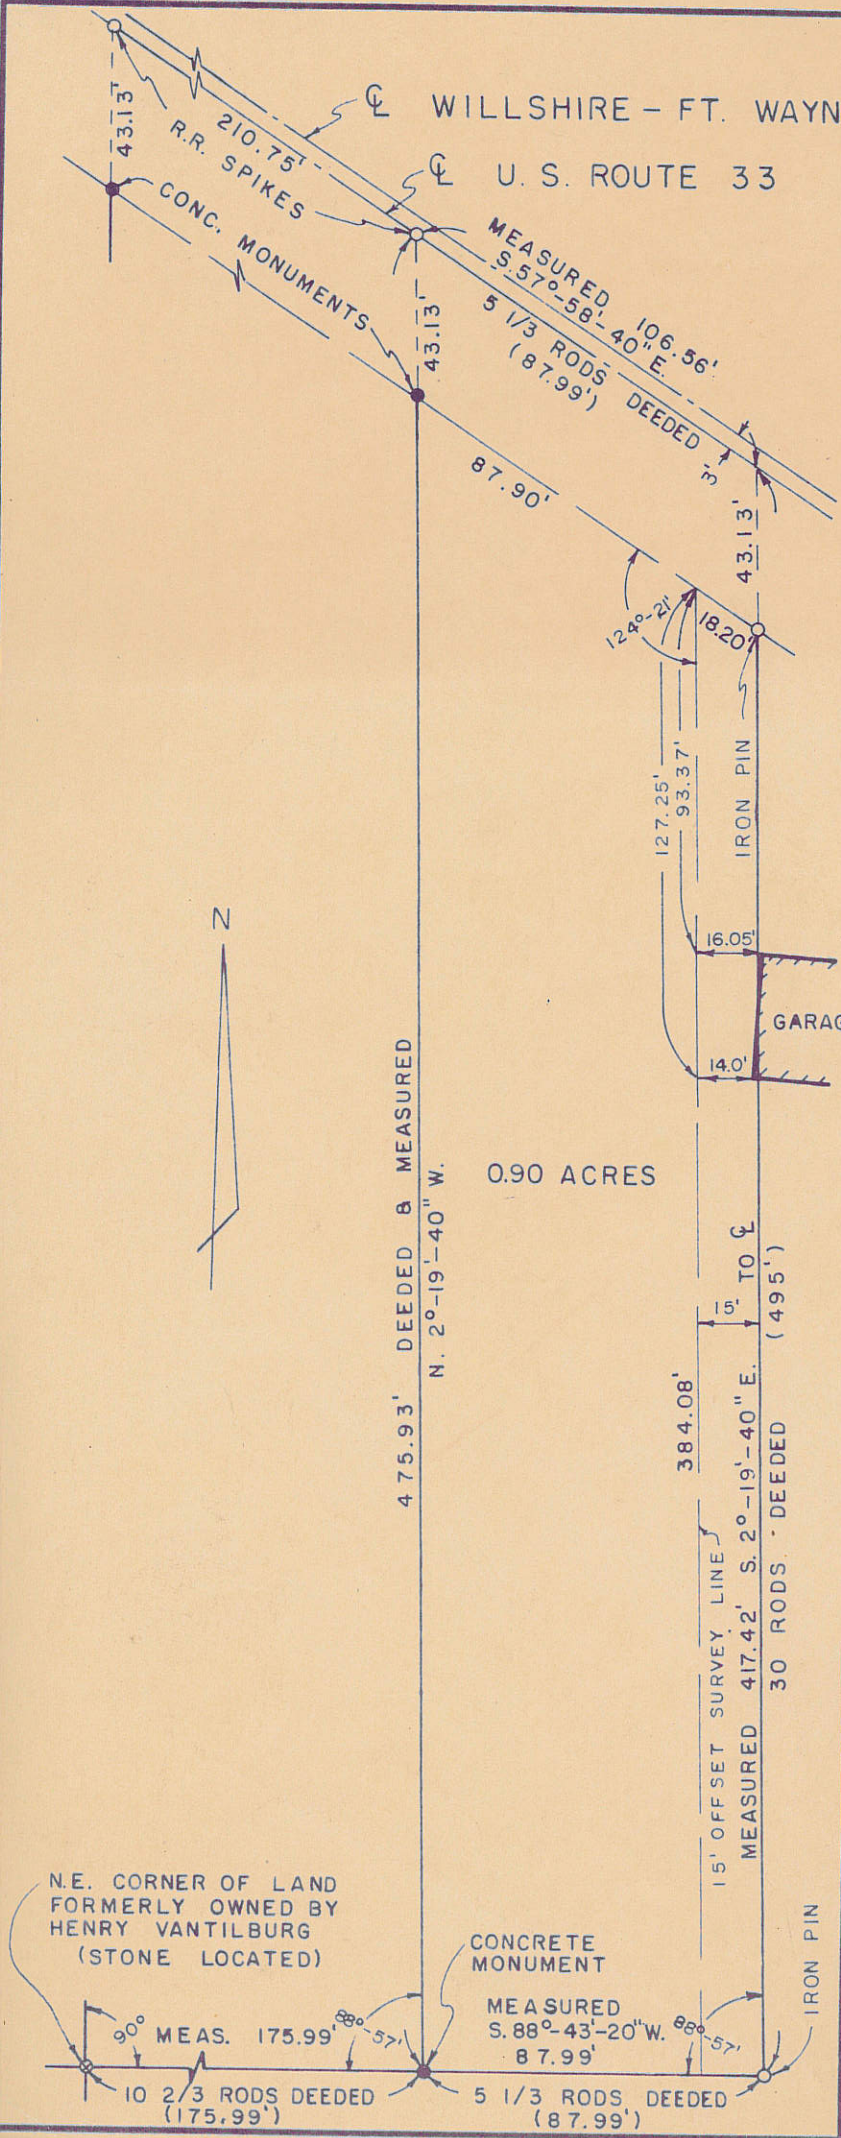 ℄ WILLSHIRE - FT. WAYN
℄ U. S. ROUTE 33
43.13'
210.75'
R.R. SPIKES
CONC. MONUMENTS
MEASURED 106.56'
S.57°-58'-40" E.
5 1/3 RODS DEEDED
(87.99')
3'
43.13'
43.13'
87.90'
124°-21'
18.20'
127.25'
93.37'
IRON PIN
16.05'
GARAG
14.0'
N
475.93' DEEDED & MEASURED
N. 2°-19'-40" W.
0.90 ACRES
15'
384.08'
15' OFFSET SURVEY LINE
MEASURED 417.42' S. 2°-19'-40" E. TO ℄
30 RODS DEEDED (495')
N.E. CORNER OF LAND
FORMERLY OWNED BY
HENRY VANTILBURG
(STONE LOCATED)
CONCRETE
MONUMENT
IRON PIN
90° MEAS. 175.99' 88°-57'
MEASURED
S. 88°-43'-20" W.
87.99'
88°-57'
10 2/3 RODS DEEDED
(175.99')
5 1/3 RODS DEEDED
(87.99')